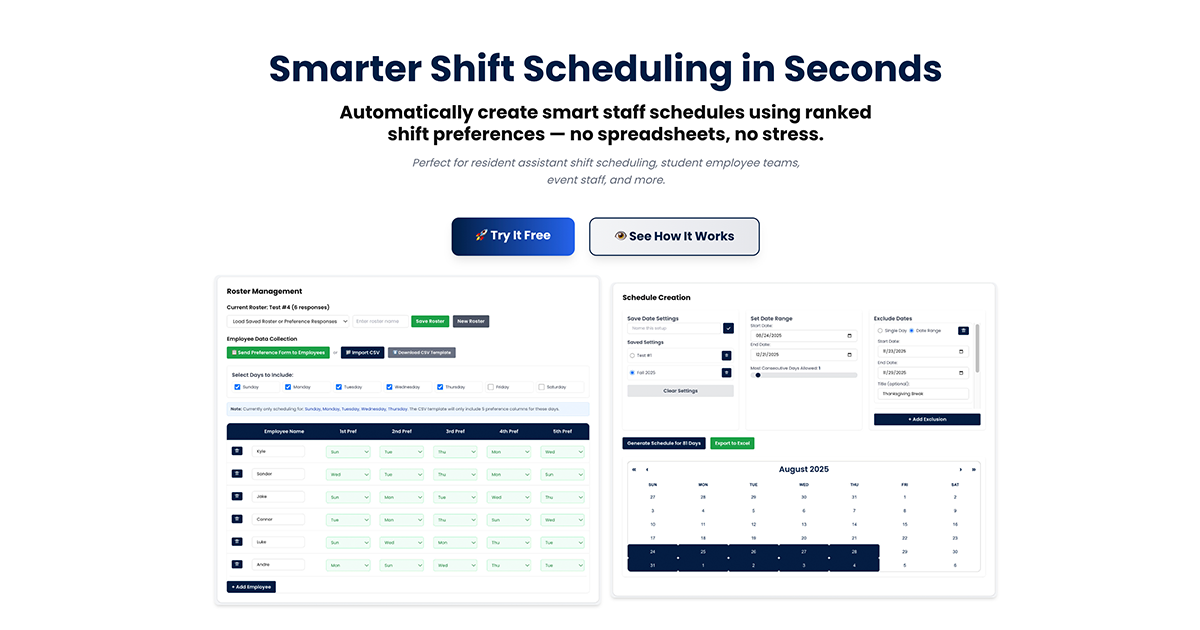 Smarter Shift Scheduling in Seconds
Automatically create smart staff schedules using ranked
shift preferences — no spreadsheets, no stress.
Perfect for resident assistant shift scheduling, student employee teams,
event staff, and more.
🚀 Try It Free
👁 See How It Works
Roster Management
Current Roster: Test #4 (6 responses)
Load Saved Roster or Preference Responses
Enter roster name
Save Roster
New Roster
Employee Data Collection
Send Preference Form to Employees
or
Import CSV
Download CSV Template
Select Days to Include:
Sunday Monday Tuesday Wednesday Thursday Friday Saturday
Note: Currently only scheduling for: Sunday, Monday, Tuesday, Wednesday, Thursday. The CSV template will only include 5 preference columns for these days.
Employee Name 1st Pref 2nd Pref 3rd Pref 4th Pref 5th Pref
Kyle Sun Tue Thu Mon Wed
Sandor Wed Tue Thu Mon Sun
Jake Sun Mon Tue Wed Thu
Connor Tue Mon Thu Sun Wed
Luke Sun Wed Mon Thu Tue
Andre Mon Sun Wed Thu Tue
+ Add Employee
Schedule Creation
Save Date Settings
Name this setup
Saved Settings
Test #1
Fall 2025
Clear Settings
Set Date Range
Start Date:
08/24/2025
End Date:
12/21/2025
Most Consecutive Days Allowed: 1
Exclude Dates
Single Day Date Range
Start Date:
11/23/2025
End Date:
11/29/2025
Title (optional):
Thanksgiving Break
+ Add Exclusion
Generate Schedule for 81 Days
Export to Excel
« ‹ August 2025 › »
SUN MON TUE WED THU FRI SAT
27 28 29 30 31 1 2
3 4 5 6 7 8 9
10 11 12 13 14 15 16
17 18 19 20 21 22 23
24 25 26 27 28 29 30
31 1 2 3 4 5 6